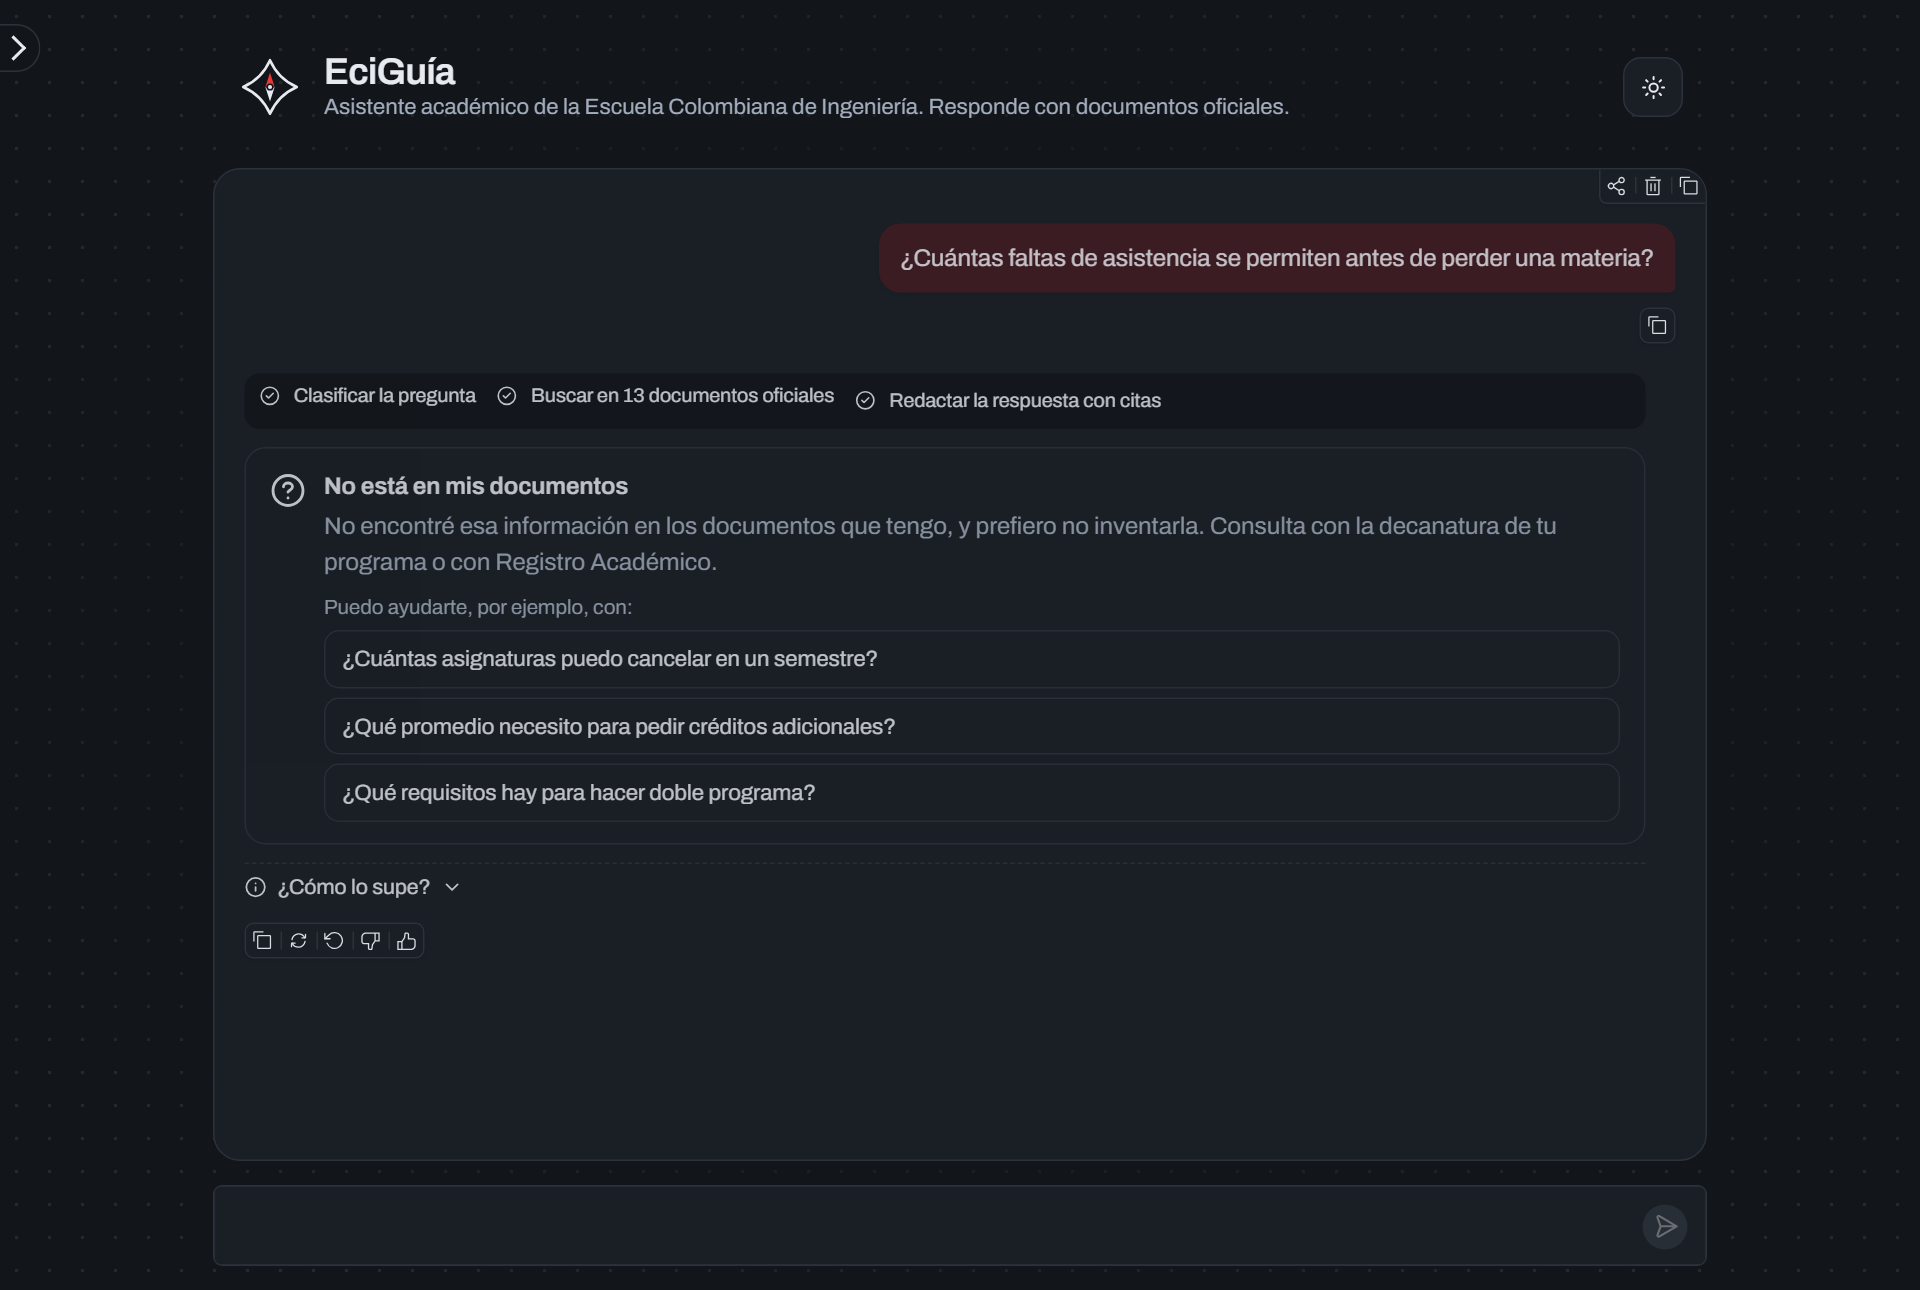 EciGuía
Asistente académico de la Escuela Colombiana de Ingeniería. Responde con documentos oficiales.
¿Cuántas faltas de asistencia se permiten antes de perder una materia?
Clasificar la pregunta
Buscar en 13 documentos oficiales
Redactar la respuesta con citas
No está en mis documentos
No encontré esa información en los documentos que tengo, y prefiero no inventarla. Consulta con la decanatura de tu
programa o con Registro Académico.
Puedo ayudarte, por ejemplo, con:
¿Cuántas asignaturas puedo cancelar en un semestre?
¿Qué promedio necesito para pedir créditos adicionales?
¿Qué requisitos hay para hacer doble programa?
¿Cómo lo supe?